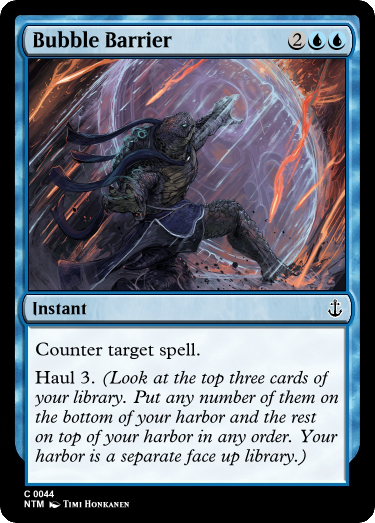 Bubble Barrier 2
Instant
Counter target spell.
Haul 3. (Look at the top three cards of
your library. Put any number of them on
the bottom of your harbor and the rest
on top of your harbor in any order. Your
harbor is a separate face up library.)
C 0044
NTM Timi Honkanen